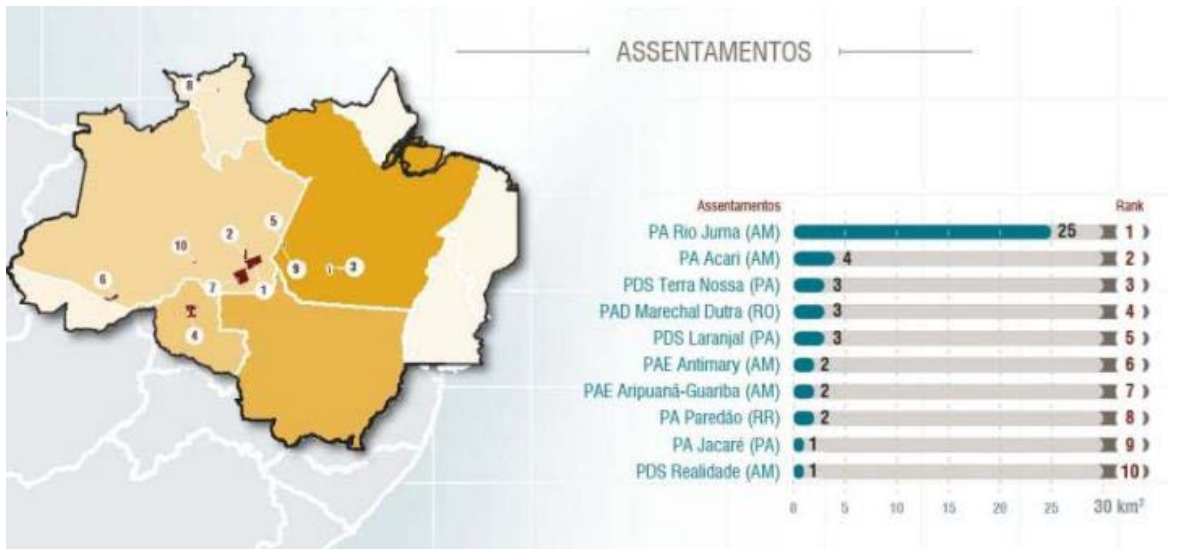 ASSENTAMENTOS
8
5
2
10
9
3
6
7
1
4
Assentamentos Rank
PA Rio Juma (AM) 25 1
PA Acari (AM) 4 2
PDS Terra Nossa (PA) 3 3
PAD Marechal Dutra (RO) 3 4
PDS Laranjal (PA) 3 5
PAE Antimary (AM) 2 6
PAE Aripuanã-Guariba (AM) 2 7
PA Paredão (RR) 2 8
PA Jacaré (PA) 1 9
PDS Realidade (AM) 1 10
0 5 10 15 20 25 30 km²